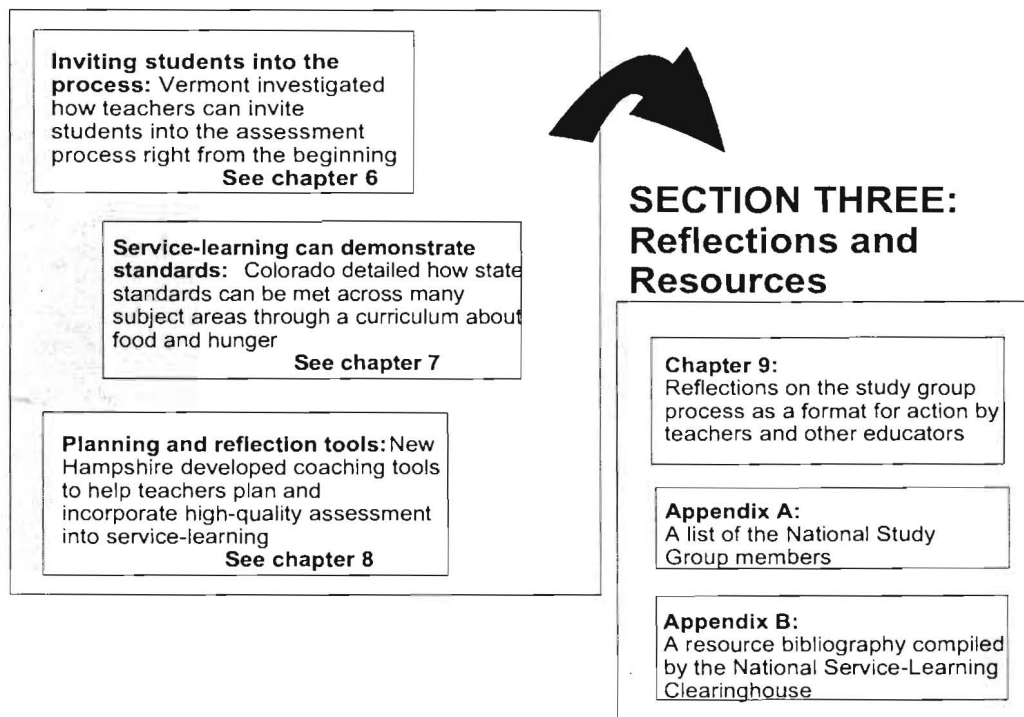 Inviting students into the
process: Vermont investigated
how teachers can invite
students into the assessment
process right from the beginning
See chapter 6
Service-learning can demonstrate
standards: Colorado detailed how state
standards can be met across many
subject areas through a curriculum about
food and hunger
See chapter 7
Planning and reflection tools: New
Hampshire developed coaching tools
to help teachers plan and
incorporate high-quality assessment
into service-learning
See chapter 8
SECTION THREE:
Reflections and
Resources
Chapter 9:
Reflections on the study group
process as a format for action by
teachers and other educators
Appendix A:
A list of the National Study
Group members
Appendix B:
A resource bibliography compiled
by the National Service-Learning
Clearinghouse